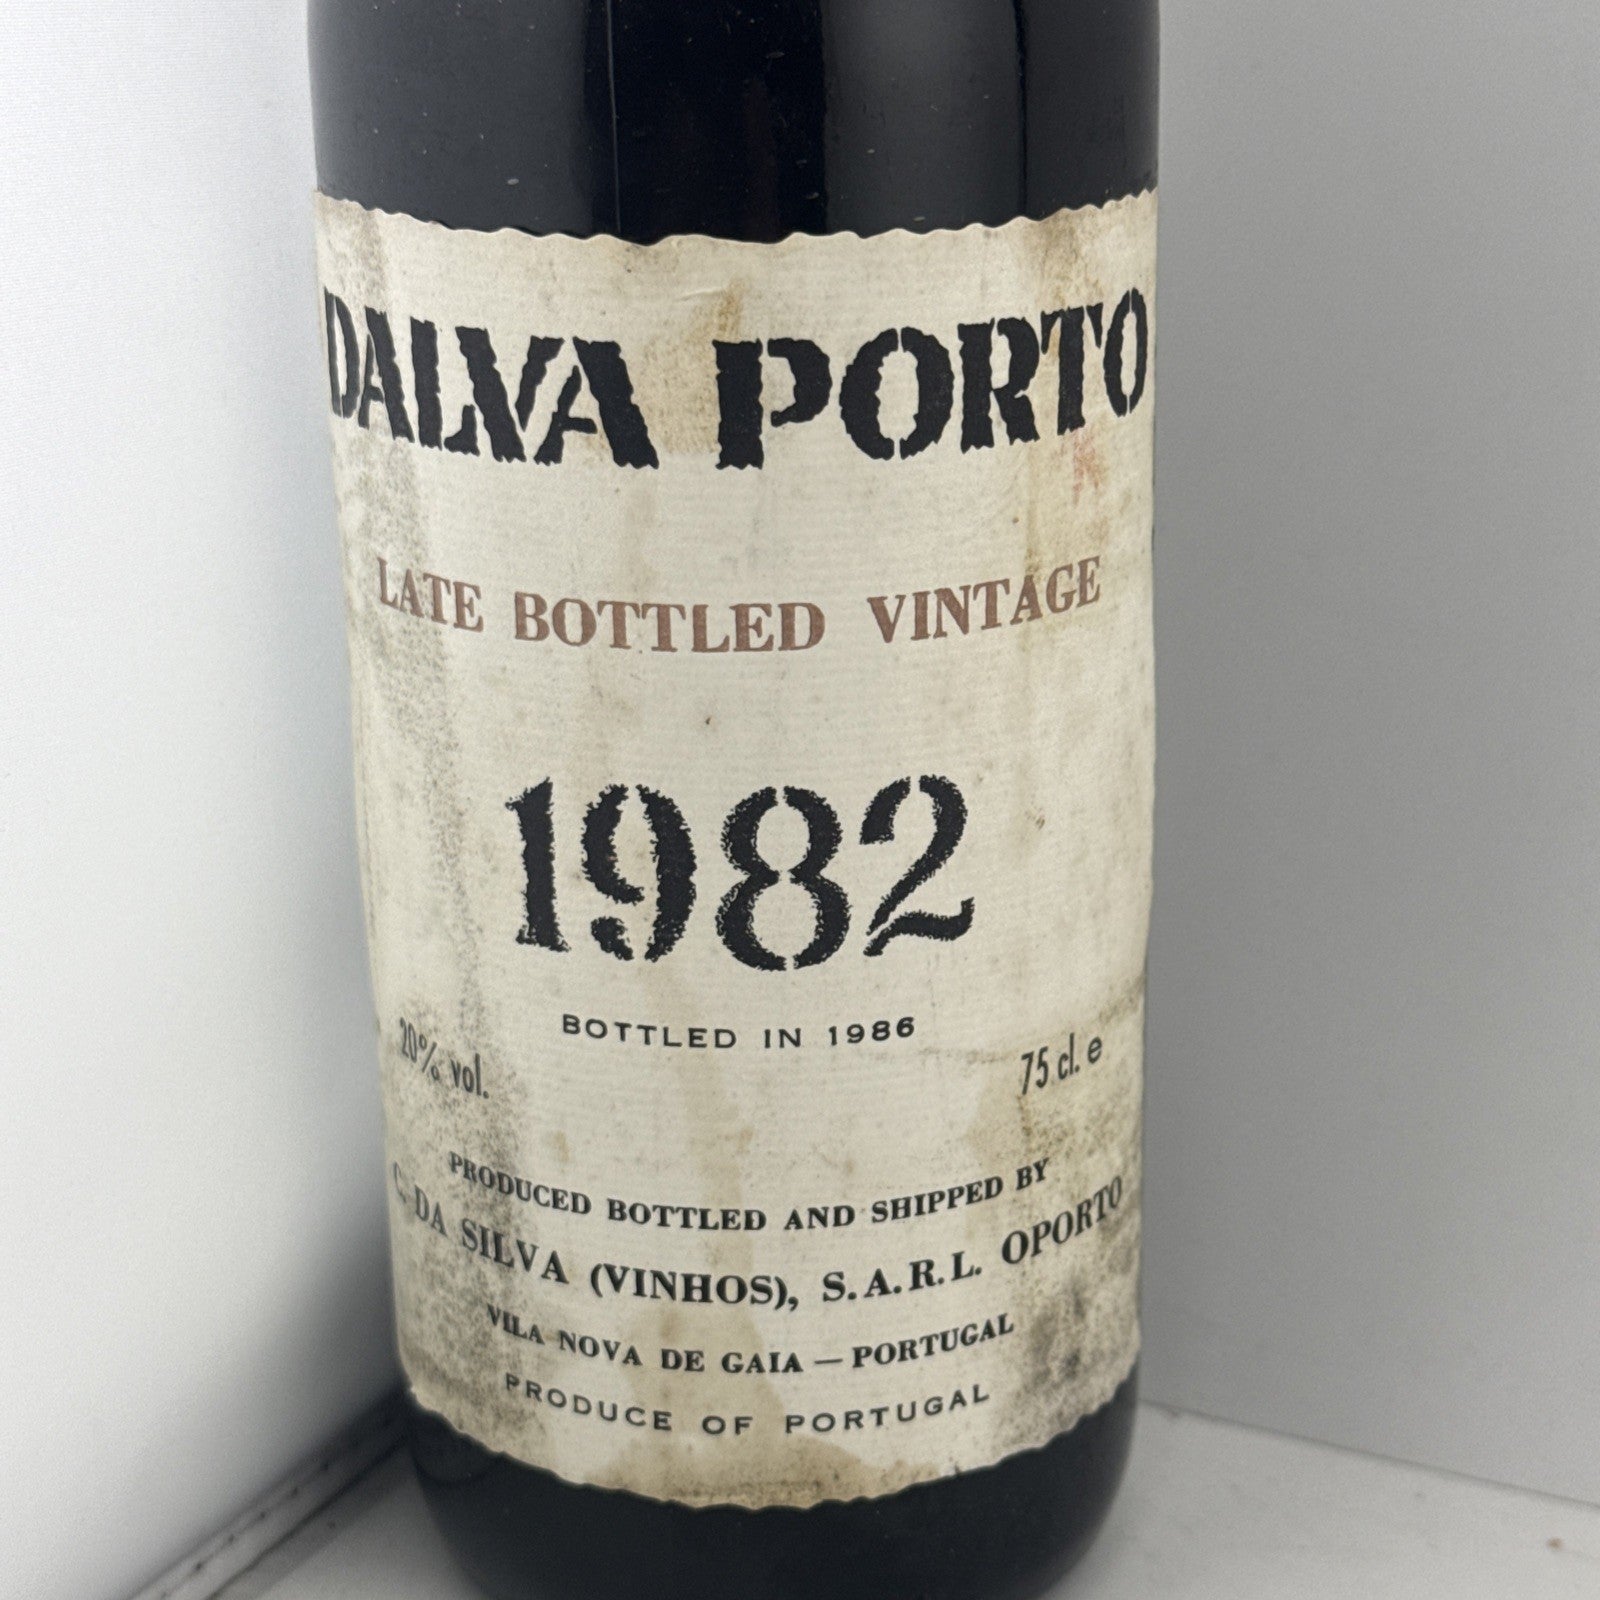 DALVA PORTO
LATE BOTTLED VINTAGE
1982
BOTTLED IN 1986
20% vol.
75 cl. e
PRODUCED BOTTLED AND SHIPPED BY
C. DA SILVA (VINHOS), S.A.R.L. OPORTO
VILA NOVA DE GAIA — PORTUGAL
PRODUCE OF PORTUGAL